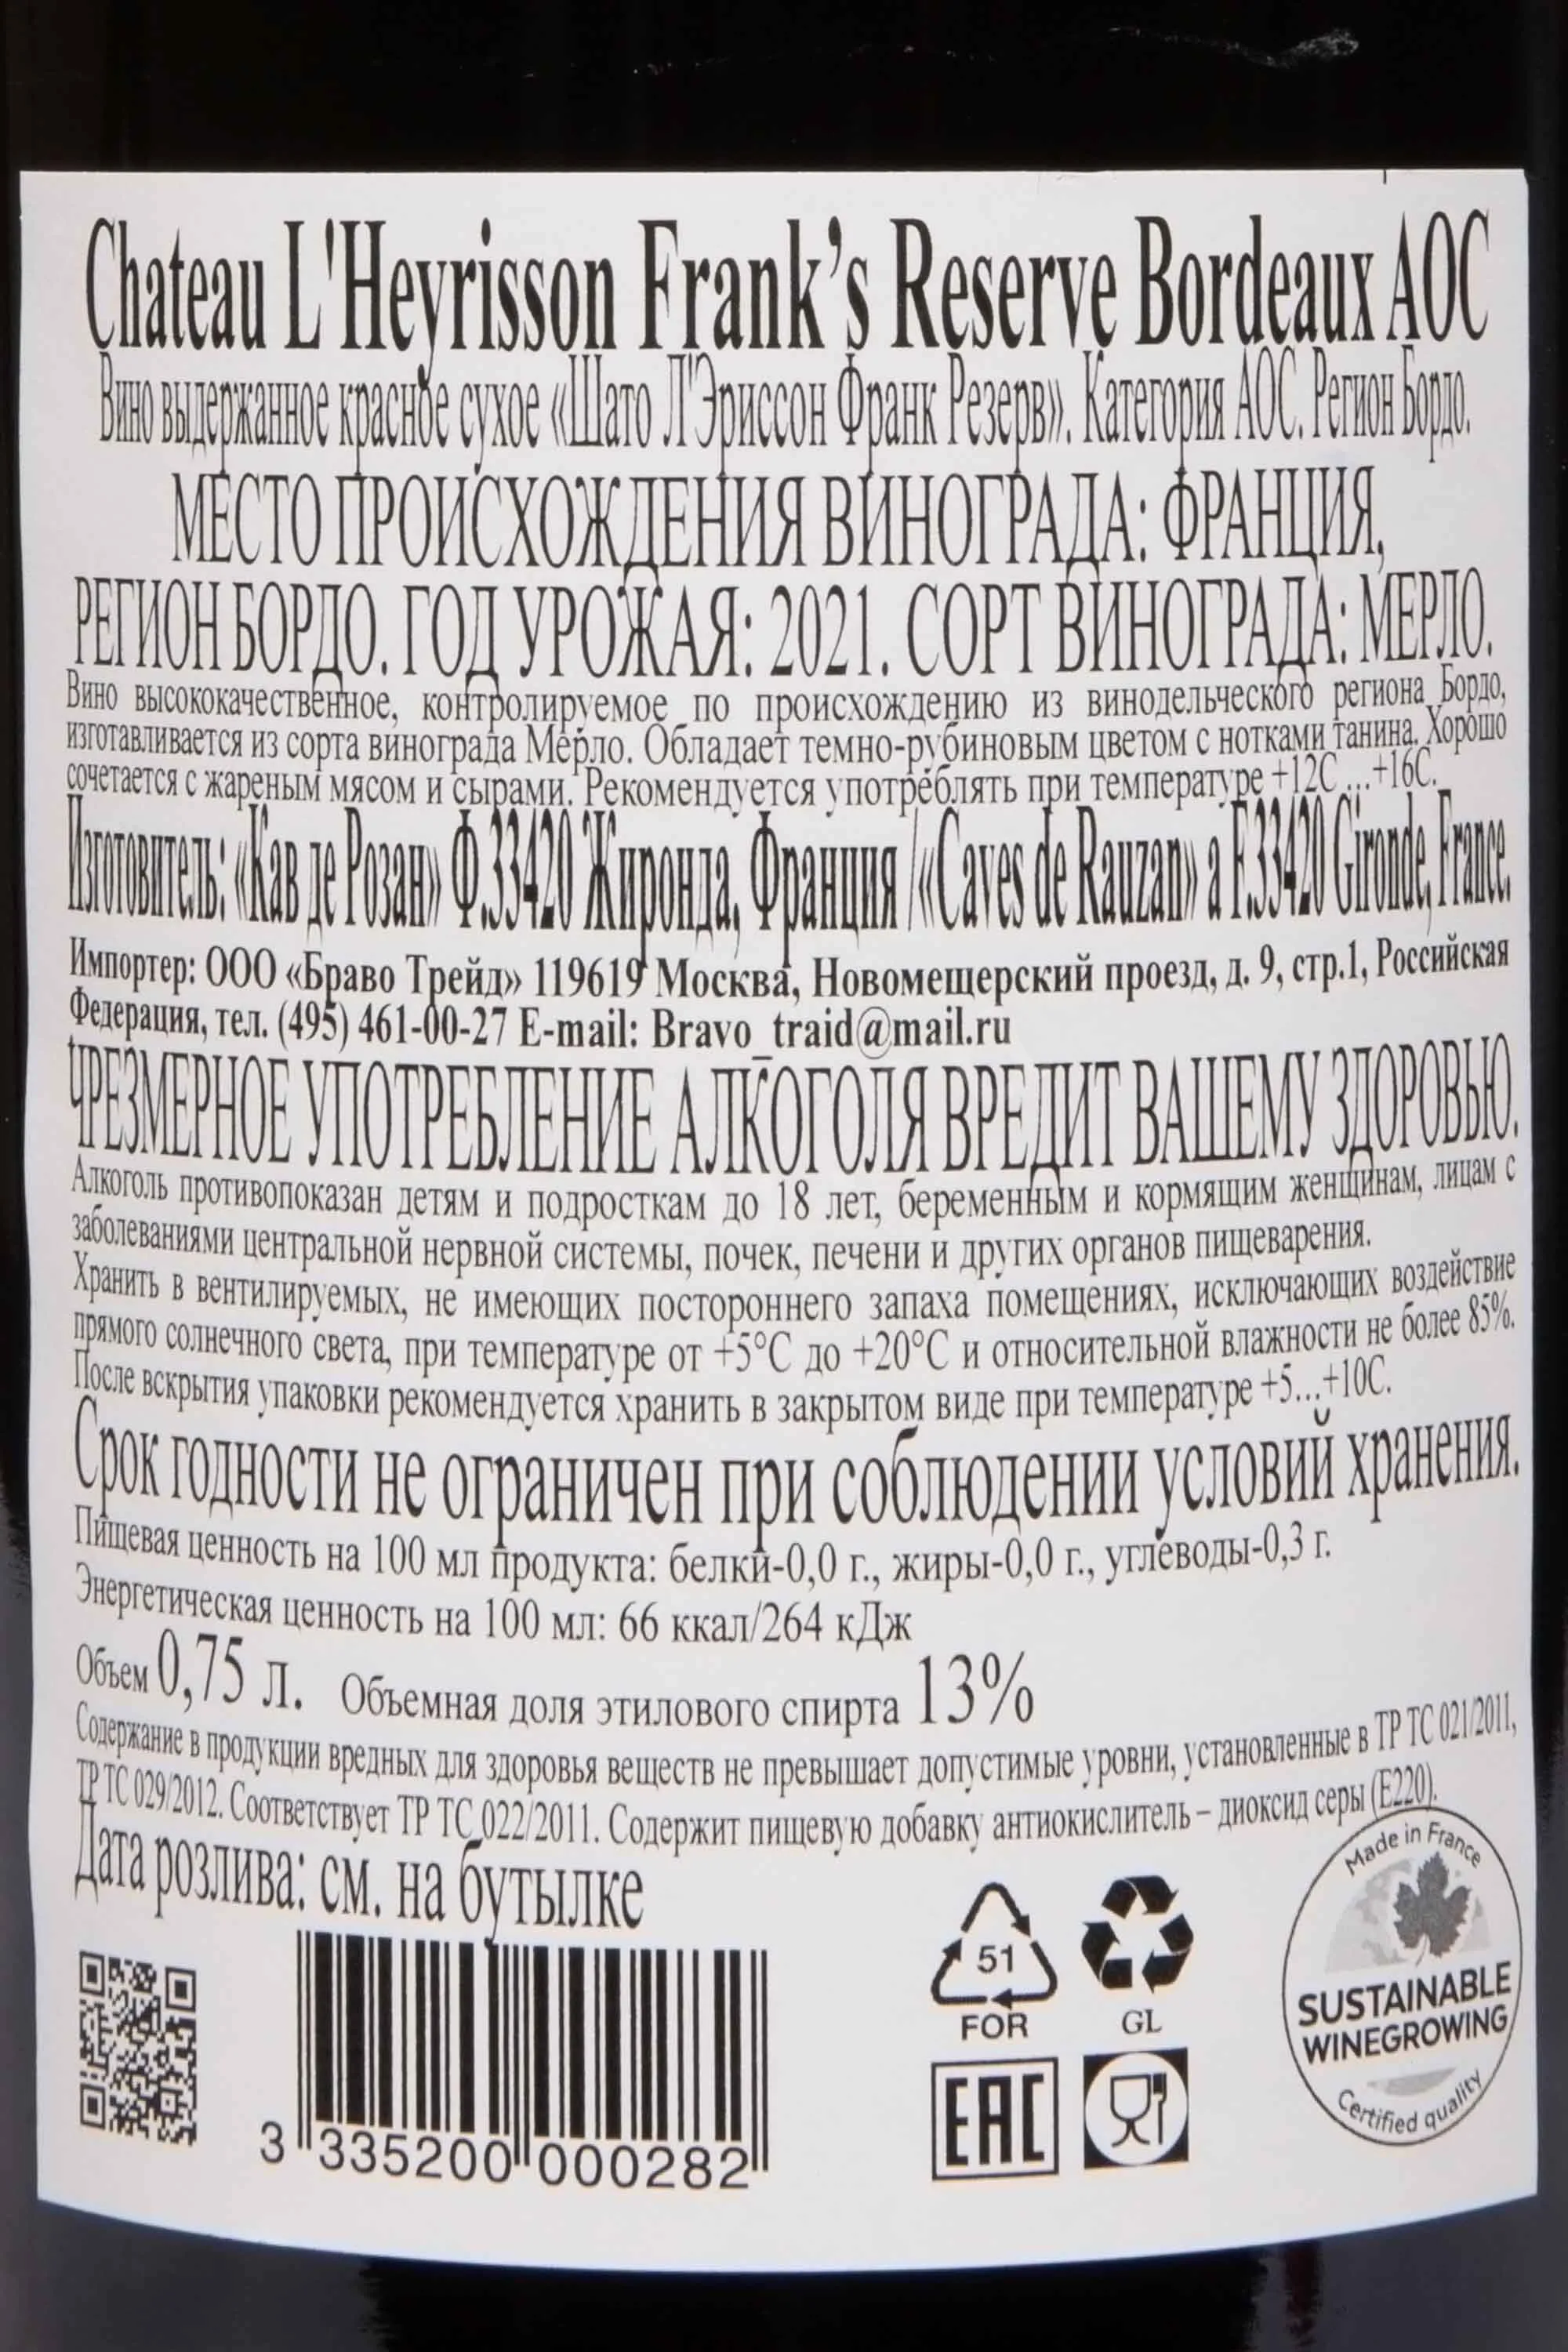 Chateau L'Heyrisson Frank’s Reserve Bordeaux AOC
Вино выдержанное красное сухое «Шато Л'Эриссон Франк Резерв». Категория АОС. Регион Бордо.
МЕСТО ПРОИСХОЖДЕНИЯ ВИНОГРАДА: ФРАНЦИЯ,
РЕГИОН БОРДО. ГОД УРОЖАЯ: 2021. СОРТ ВИНОГРАДА: МЕРЛО.
Вино высококачественное, контролируемое по происхождению из винодельческого региона Бордо,
изготавливается из сорта винограда Мерло. Обладает темно-рубиновым цветом с нотками танина. Хорошо
сочетается с жареным мясом и сырами. Рекомендуется употреблять при температуре +12С ...+16С.
Изготовитель: «Кав де Розан» Ф.33420 Жиронда, Франция /«Caves de Rauzan» a F.33420 Gironde, France.
Импортер: ООО «Браво Трейд» 119619 Москва, Новомещерский проезд, д. 9, стр.1, Российская
Федерация, тел. (495) 461-00-27 E-mail: Bravo_traid@mail.ru
ЧРЕЗМЕРНОЕ УПОТРЕБЛЕНИЕ АЛКОГОЛЯ ВРЕДИТ ВАШЕМУ ЗДОРОВЬЮ.
Алкоголь противопоказан детям и подросткам до 18 лет, беременным и кормящим женщинам, лицам с
заболеваниями центральной нервной системы, почек, печени и других органов пищеварения.
Хранить в вентилируемых, не имеющих постороннего запаха помещениях, исключающих воздействие
прямого солнечного света, при температуре от +5°С до +20°С и относительной влажности не более 85%.
После вскрытия упаковки рекомендуется хранить в закрытом виде при температуре +5...+10С.
Срок годности не ограничен при соблюдении условий хранения.
Пищевая ценность на 100 мл продукта: белки-0,0 г., жиры-0,0 г., углеводы-0,3 г.
Энергетическая ценность на 100 мл: 66 ккал/264 кДж
Объем 0,75 л. Объемная доля этилового спирта 13%
Содержание в продукции вредных для здоровья веществ не превышает допустимые уровни, установленные в ТР ТС 021/2011,
ТР ТС 029/2012. Соответствует ТР ТС 022/2011. Содержит пищевую добавку антиокислитель – диоксид серы (Е220).
Дата розлива: см. на бутылке
3 335200 000282
51
FOR
GL
EAC
Made in France
SUSTAINABLE
WINEGROWING
Certified quality